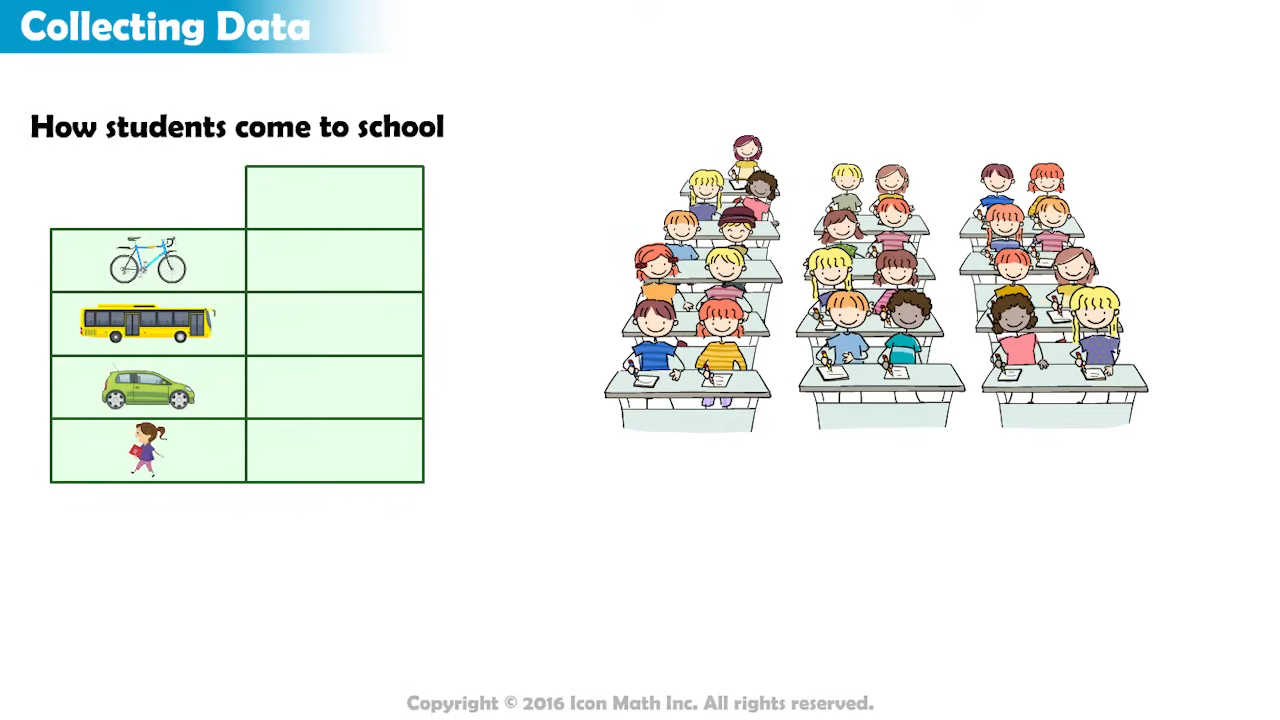 Collecting Data
How students come to school
Copyright © 2016 Icon Math Inc. All rights reserved.